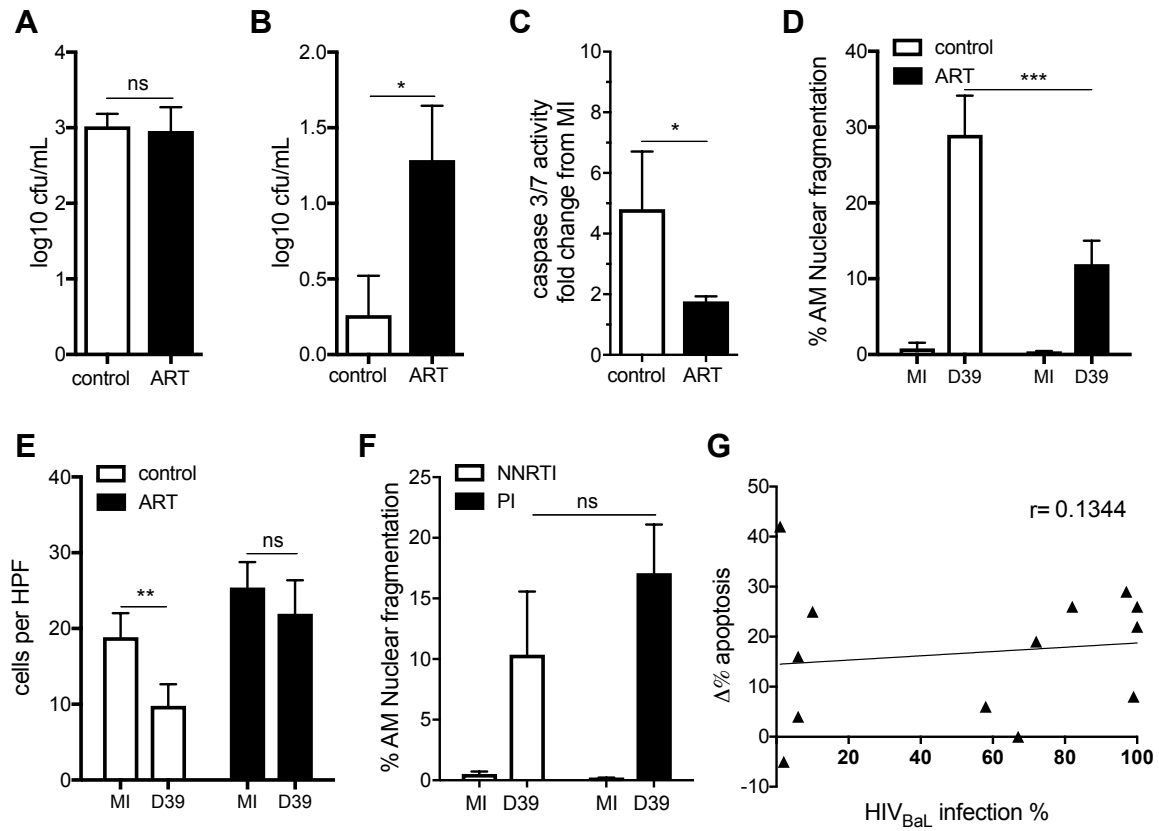 A
log10 cfu/mL
4
3
2
1
0
ns
control ART
B
log10 cfu/mL
2.0
1.5
1.0
0.5
0.0
*
control ART
C
caspase 3/7 activity
fold change from MI
10
8
6
4
2
0
*
control ART
D
% AM Nuclear fragmentation
40
30
20
10
0
control
ART
***
MI D39 MI D39
E
cells per HPF
40
30
20
10
0
control
ART
**
ns
MI D39 MI D39
F
% AM Nuclear fragmentation
25
20
15
10
5
0
NNRTI
PI
ns
MI D39 MI D39
G
Δ% apoptosis
50
40
30
20
10
0
-10
r= 0.1344
20 40 60 80 100
HIVBaL infection %